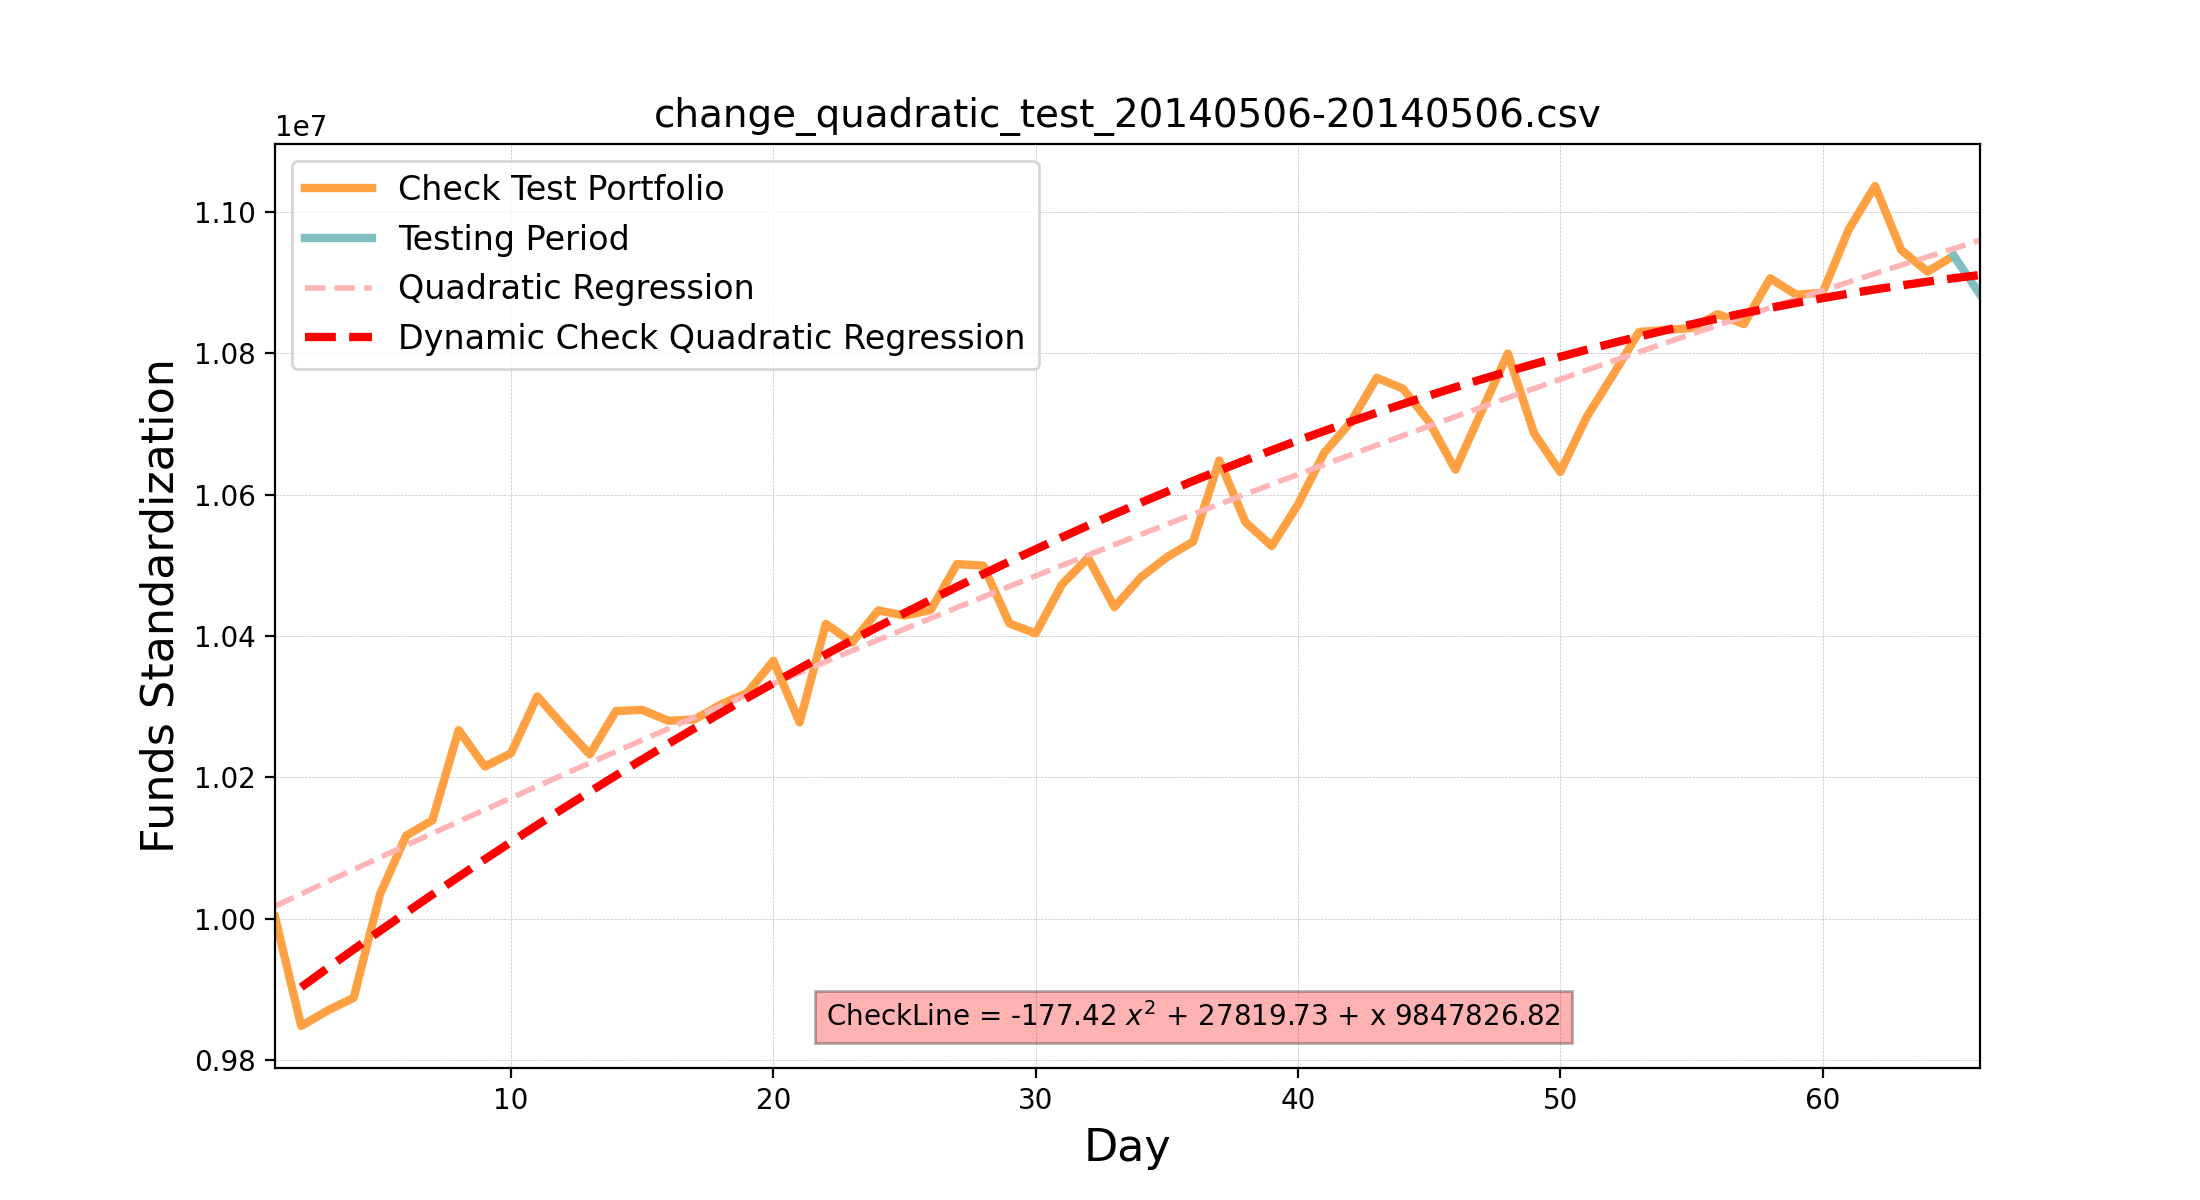 change_quadratic_test_20140506-20140506.csv
1e7
Check Test Portfolio
Testing Period
Quadratic Regression
Dynamic Check Quadratic Regression
1.10
1.08
1.06
1.04
1.02
1.00
0.98
Funds Standardization
CheckLine = -177.42 x² + 27819.73 + x 9847826.82
10 20 30 40 50 60
Day